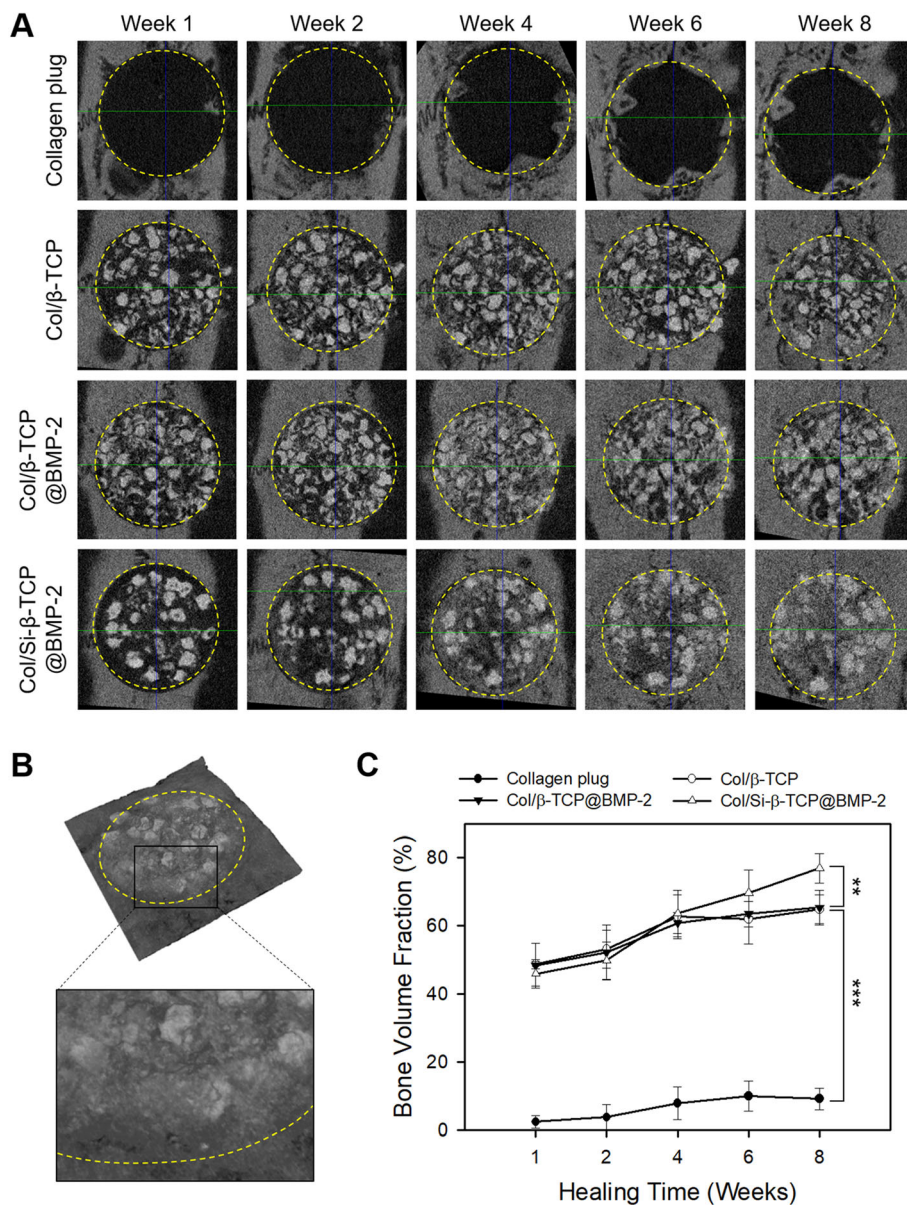 A
Week 1 Week 2 Week 4 Week 6 Week 8
Collagen plug
Col/β-TCP
Col/β-TCP
@BMP-2
Col/Si-β-TCP
@BMP-2
B
C
Collagen plug Col/β-TCP
Col/β-TCP@BMP-2 Col/Si-β-TCP@BMP-2
Bone Volume Fraction (%)
80
60
40
20
0
**
***
1 2 4 6 8
Healing Time (Weeks)